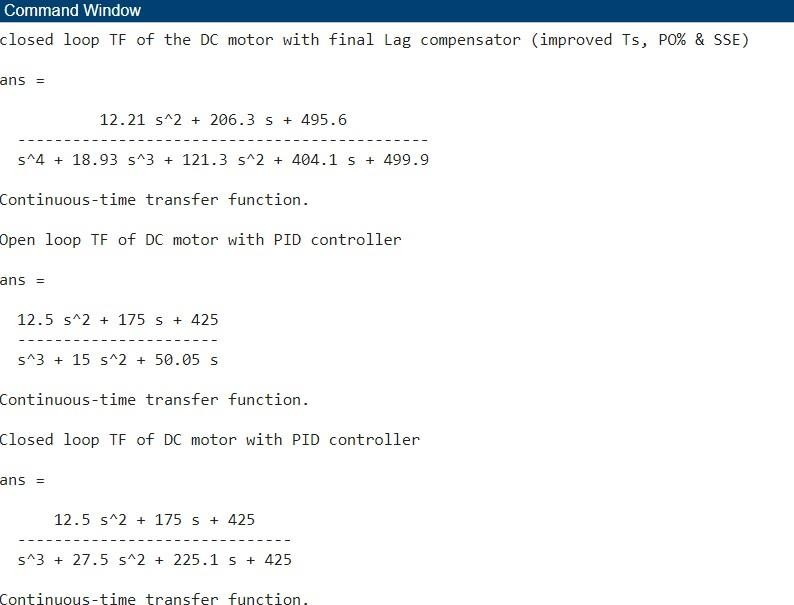 Command Window
closed loop TF of the DC motor with final Lag compensator (improved Ts, PO% & SSE)
ans =
12.21 s^2 + 206.3 s + 495.6
---------------------------------------------
s^4 + 18.93 s^3 + 121.3 s^2 + 404.1 s + 499.9
Continuous-time transfer function.
Open loop TF of DC motor with PID controller
ans =
12.5 s^2 + 175 s + 425
----------------------
s^3 + 15 s^2 + 50.05 s
Continuous-time transfer function.
Closed loop TF of DC motor with PID controller
ans =
12.5 s^2 + 175 s + 425
------------------------------
s^3 + 27.5 s^2 + 225.1 s + 425
Continuous-time transfer function.